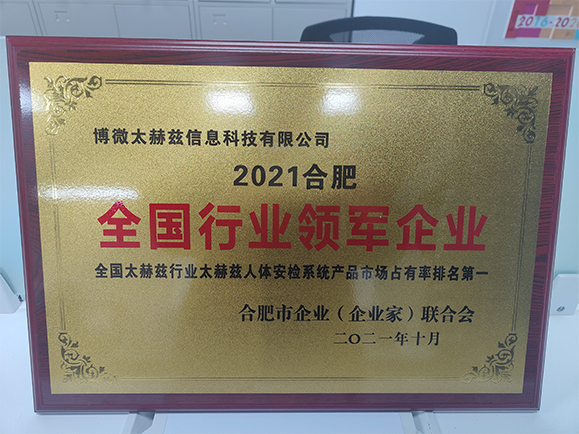 2016-202
博微太赫兹信息科技有限公司
2021合肥
全国行业领军企业
全国太赫兹行业太赫兹人体安检系统产品市场占有率排名第一
合肥市企业（企业家）联合会
二〇二一年十月